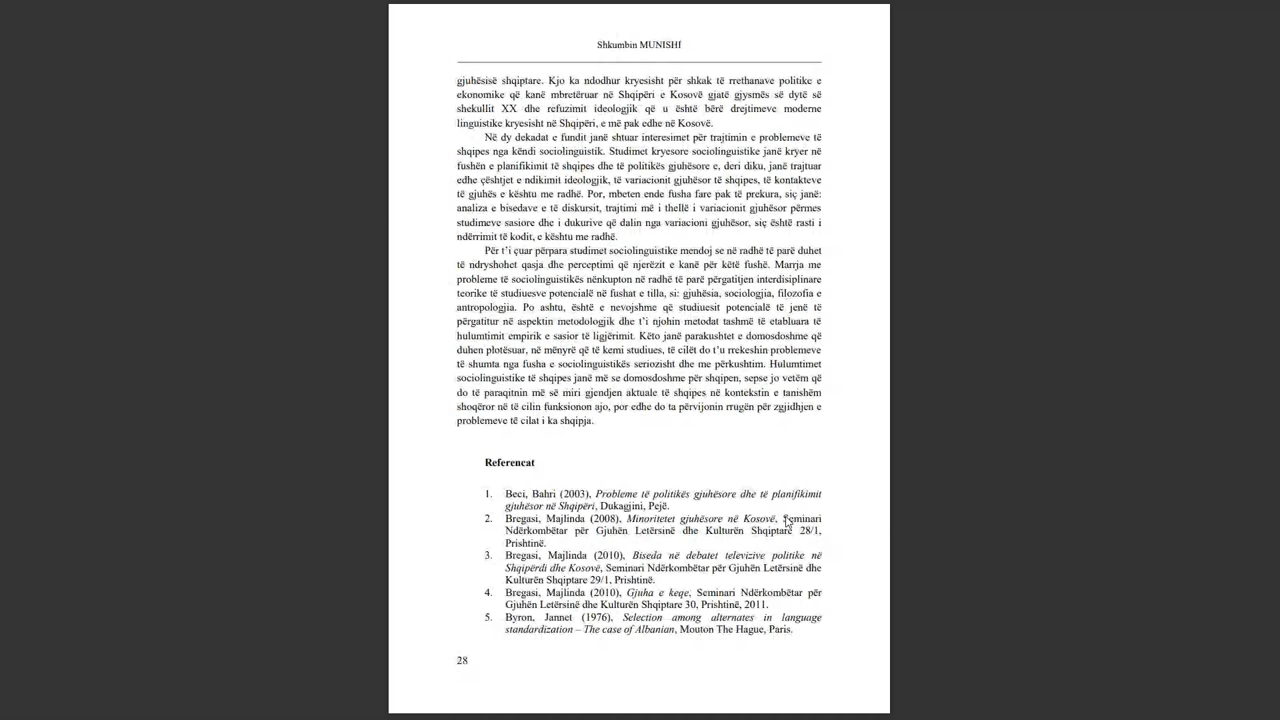 Shkumbin MUNISHI
gjuhësisë shqiptare. Kjo ka ndodhur kryesisht për shkak të rrethanave politike e
ekonomike që kanë mbretëruar në Shqipëri e Kosovë gjatë gjysmës së dytë së
shekullit XX dhe refuzimit ideologjik që u është bërë drejtimeve moderne
linguistike kryesisht në Shqipëri, e më pak edhe në Kosovë.
Në dy dekadat e fundit janë shtuar interesimet për trajtimin e problemeve të
shqipes nga këndi sociolinguistik. Studimet kryesore sociolinguistike janë kryer në
fushën e planifikimit të shqipes dhe të politikës gjuhësore e, deri diku, janë trajtuar
edhe çështjet e ndikimit ideologjik, të variacionit gjuhësor të shqipes, të kontakteve
të gjuhës e kështu me radhë. Por, mbeten ende fusha fare pak të prekura, siç janë:
analiza e bisedave e të diskursit, trajtimi më i thellë i variacionit gjuhësor përmes
studimeve sasiore dhe i dukurive që dalin nga variacioni gjuhësor, siç është rasti i
ndërrimit të kodit, e kështu me radhë.
Për t’i çuar përpara studimet sociolinguistike mendoj se në radhë të parë duhet
të ndryshohet qasja dhe perceptimi që njerëzit e kanë për këtë fushë. Marrja me
probleme të sociolinguistikës nënkupton në radhë të parë përgatitjen interdisiplinare
teorike të studiuesve potencialë në fushat e tilla, si: gjuhësia, sociologjia, filozofia e
antropologjia. Po ashtu, është e nevojshme që studiuesit potencialë të jenë të
përgatitur në aspektin metodologjik dhe t’i njohin metodat tashmë të etabluara të
hulumtimit empirik e sasior të ligjërimit. Këto janë parakushtet e domosdoshme që
duhen plotësuar, në mënyrë që të kemi studiues, të cilët do t’u rrekeshin problemeve
të shumta nga fusha e sociolinguistikës seriozisht dhe me përkushtim. Hulumtimet
sociolinguistike të shqipes janë më se domosdoshme për shqipen, sepse jo vetëm që
do të paraqitnin më së miri gjendjen aktuale të shqipes në kontekstin e tanishëm
shoqëror në të cilin funksionon ajo, por edhe do ta përvijonin rrugën për zgjidhjen e
problemeve të cilat i ka shqipja.
Referencat
1. Beci, Bahri (2003), Probleme të politikës gjuhësore dhe të planifikimit
gjuhësor në Shqipëri, Dukagjini, Pejë.
2. Bregasi, Majlinda (2008), Minoritetet gjuhësore në Kosovë, Seminari
Ndërkombëtar për Gjuhën Letërsinë dhe Kulturën Shqiptare 28/1,
Prishtinë.
3. Bregasi, Majlinda (2010), Biseda në debatet televizive politike në
Shqipërdi dhe Kosovë, Seminari Ndërkombëtar për Gjuhën Letërsinë dhe
Kulturën Shqiptare 29/1, Prishtinë.
4. Bregasi, Majlinda (2010), Gjuha e keqe, Seminari Ndërkombëtar për
Gjuhën Letërsinë dhe Kulturën Shqiptare 30, Prishtinë, 2011.
5. Byron, Jannet (1976), Selection among alternates in language
standardization – The case of Albanian, Mouton The Hague, Paris.
28